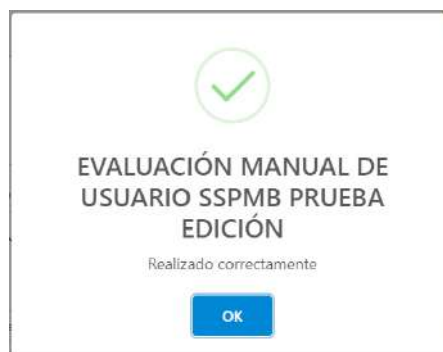 EVALUACIÓN MANUAL DE
USUARIO SSPMB PRUEBA
EDICIÓN
Realizado correctamente
OK